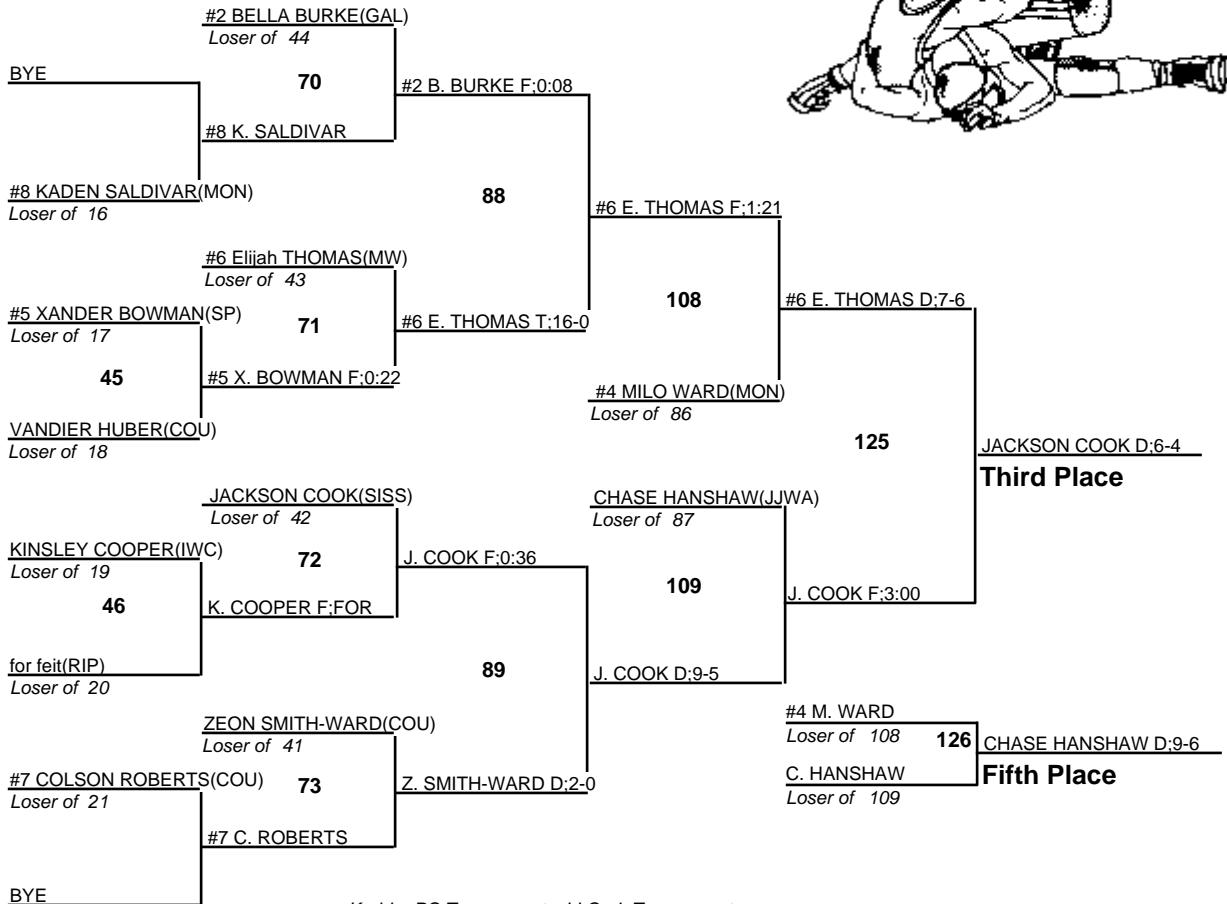 #2 BELLA BURKE(GAL)
Loser of 44
BYE
70
#2 B. BURKE F;0:08
#8 K. SALDIVAR
#8 KADEN SALDIVAR(MON)
Loser of 16
88
#6 E. THOMAS F;1:21
#6 Elijah THOMAS(MW)
Loser of 43
#5 XANDER BOWMAN(SP)
Loser of 17
71
#6 E. THOMAS T;16-0
108
#6 E. THOMAS D;7-6
45
#5 X. BOWMAN F;0:22
#4 MILO WARD(MON)
Loser of 86
VANDIER HUBER(COU)
Loser of 18
125
JACKSON COOK D;6-4
Third Place
JACKSON COOK(SISS)
Loser of 42
CHASE HANSHAW(JJWA)
Loser of 87
KINSLEY COOPER(IWC)
Loser of 19
72
J. COOK F;0:36
109
46
K. COOPER F;FOR
J. COOK F;3:00
for feit(RIP)
Loser of 20
89
J. COOK D;9-5
ZEON SMITH-WARD(COU)
Loser of 41
#4 M. WARD
Loser of 108
126
CHASE HANSHAW D;9-6
Fifth Place
#7 COLSON ROBERTS(COU)
Loser of 21
73
Z. SMITH-WARD D;2-0
C. HANSHAW
Loser of 109
#7 C. ROBERTS
BYE